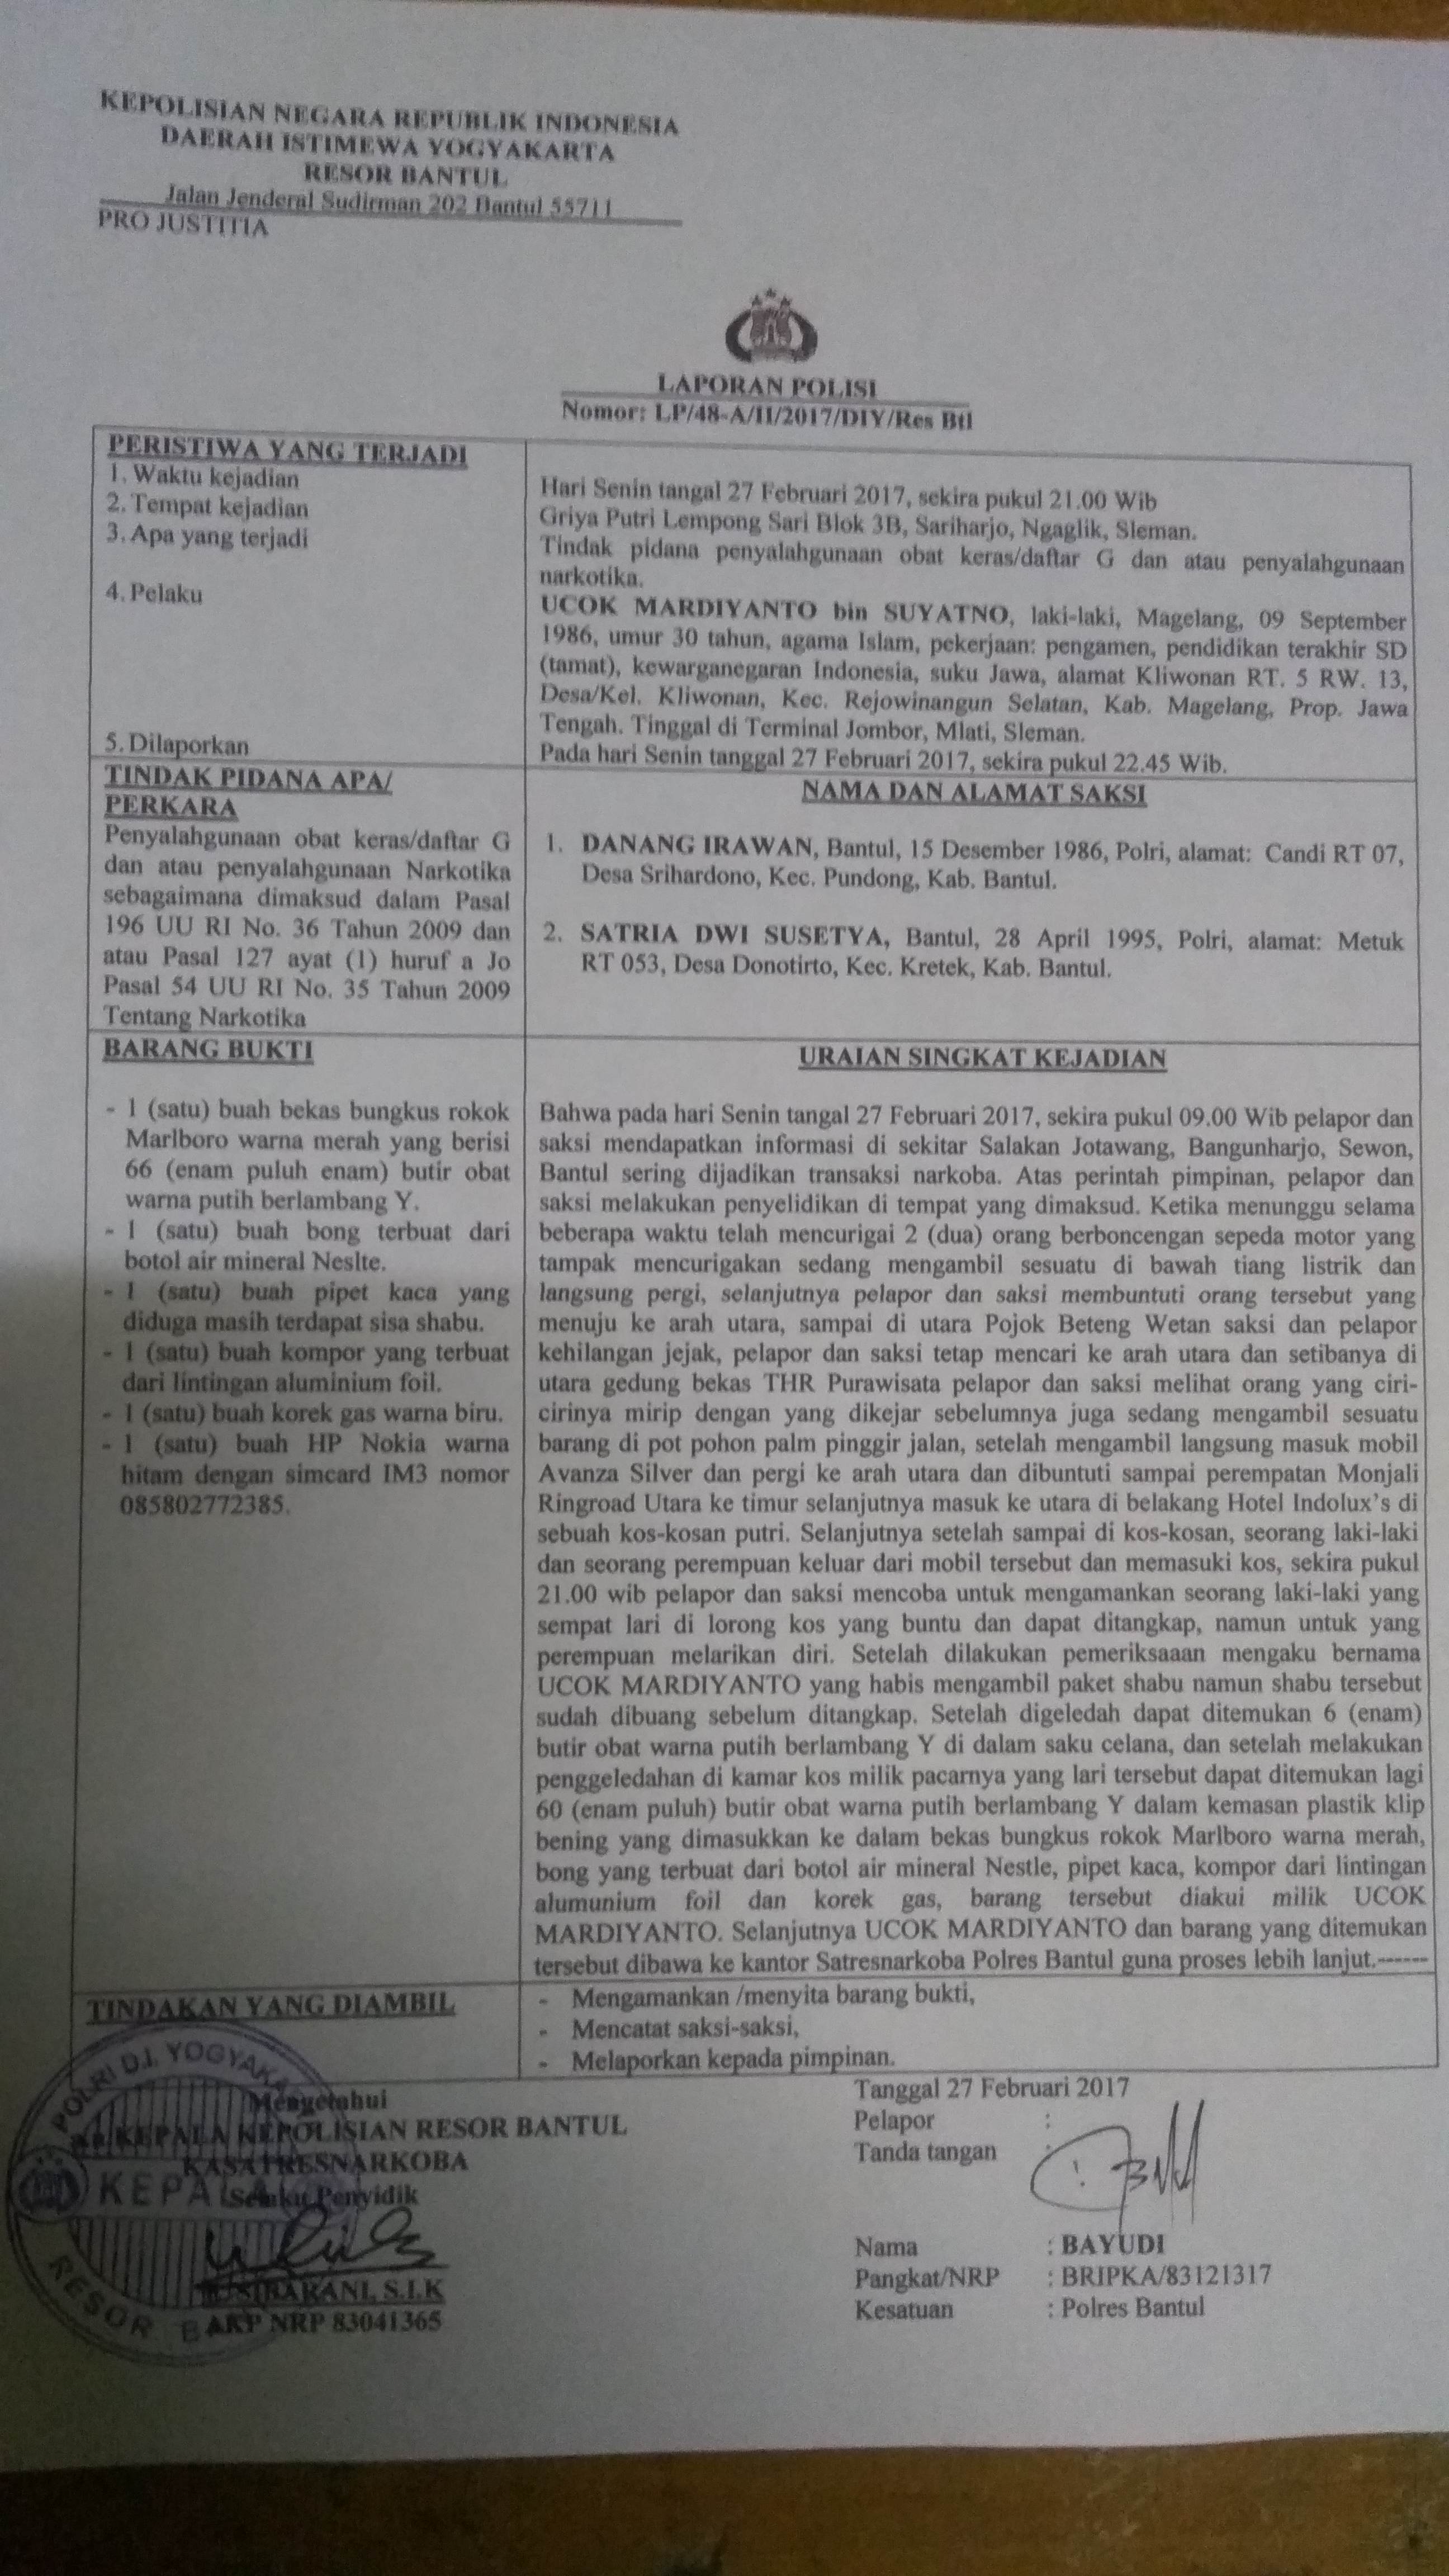 KEPOLISIAN NEGARA REPUBLIK INDONESIA
DAERAH ISTIMEWA YOGYAKARTA
RESOR BANTUL
Jalan Jenderal Sudirman 202 Bantul 55711
PRO JUSTITIA
LAPORAN POLISI
Nomor: LP/48-A/II/2017/DIY/Res Btl
PERISTIWA YANG TERJADI
1. Waktu kejadian
2. Tempat kejadian
3. Apa yang terjadi
4. Pelaku
5. Dilaporkan
Hari Senin tangal 27 Februari 2017, sekira pukul 21.00 Wib
Griya Putri Lempong Sari Blok 3B, Sariharjo, Ngaglik, Sleman.
Tindak pidana penyalahgunaan obat keras/daftar G dan atau penyalahgunaan
narkotika.
UCOK MARDIYANTO bin SUYATNO, laki-laki, Magelang, 09 September
1986, umur 30 tahun, agama Islam, pekerjaan: pengamen, pendidikan terakhir SD
(tamat), kewarganegaran Indonesia, suku Jawa, alamat Kliwonan RT. 5 RW. 13,
Desa/Kel. Kliwonan, Kec. Rejowinangun Selatan, Kab. Magelang, Prop. Jawa
Tengah. Tinggal di Terminal Jombor, Mlati, Sleman.
Pada hari Senin tanggal 27 Februari 2017, sekira pukul 22.45 Wib.
TINDAK PIDANA APA/
PERKARA
Penyalahgunaan obat keras/daftar G
dan atau penyalahgunaan Narkotika
sebagaimana dimaksud dalam Pasal
196 UU RI No. 36 Tahun 2009 dan
atau Pasal 127 ayat (1) huruf a Jo
Pasal 54 UU RI No. 35 Tahun 2009
Tentang Narkotika
NAMA DAN ALAMAT SAKSI
1. DANANG IRAWAN, Bantul, 15 Desember 1986, Polri, alamat: Candi RT 07,
Desa Srihardono, Kec. Pundong, Kab. Bantul.
2. SATRIA DWI SUSETYA, Bantul, 28 April 1995, Polri, alamat: Metuk
RT 053, Desa Donotirto, Kec. Kretek, Kab. Bantul.
BARANG BUKTI
- 1 (satu) buah bekas bungkus rokok
Marlboro warna merah yang berisi
66 (enam puluh enam) butir obat
warna putih berlambang Y.
- 1 (satu) buah bong terbuat dari
botol air mineral Neslte.
- 1 (satu) buah pipet kaca yang
diduga masih terdapat sisa shabu.
- 1 (satu) buah kompor yang terbuat
dari lintingan aluminium foil.
- 1 (satu) buah korek gas warna biru.
- 1 (satu) buah HP Nokia warna
hitam dengan simcard IM3 nomor
085802772385.
URAIAN SINGKAT KEJADIAN
Bahwa pada hari Senin tangal 27 Februari 2017, sekira pukul 09.00 Wib pelapor dan
saksi mendapatkan informasi di sekitar Salakan Jotawang, Bangunharjo, Sewon,
Bantul sering dijadikan transaksi narkoba. Atas perintah pimpinan, pelapor dan
saksi melakukan penyelidikan di tempat yang dimaksud. Ketika menunggu selama
beberapa waktu telah mencurigai 2 (dua) orang berboncengan sepeda motor yang
tampak mencurigakan sedang mengambil sesuatu di bawah tiang listrik dan
langsung pergi, selanjutnya pelapor dan saksi membuntuti orang tersebut yang
menuju ke arah utara, sampai di utara Pojok Beteng Wetan saksi dan pelapor
kehilangan jejak, pelapor dan saksi tetap mencari ke arah utara dan setibanya di
utara gedung bekas THR Purawisata pelapor dan saksi melihat orang yang ciri-
cirinya mirip dengan yang dikejar sebelumnya juga sedang mengambil sesuatu
barang di pot pohon palm pinggir jalan, setelah mengambil langsung masuk mobil
Avanza Silver dan pergi ke arah utara dan dibuntuti sampai perempatan Monjali
Ringroad Utara ke timur selanjutnya masuk ke utara di belakang Hotel Indolux's di
sebuah kos-kosan putri. Selanjutnya setelah sampai di kos-kosan, seorang laki-laki
dan seorang perempuan keluar dari mobil tersebut dan memasuki kos, sekira pukul
21.00 wib pelapor dan saksi mencoba untuk mengamankan seorang laki-laki yang
sempat lari di lorong kos yang buntu dan dapat ditangkap, namun untuk yang
perempuan melarikan diri. Setelah dilakukan pemeriksaaan mengaku bernama
UCOK MARDIYANTO yang habis mengambil paket shabu namun shabu tersebut
sudah dibuang sebelum ditangkap. Setelah digeledah dapat ditemukan 6 (enam)
butir obat warna putih berlambang Y di dalam saku celana, dan setelah melakukan
penggeledahan di kamar kos milik pacarnya yang lari tersebut dapat ditemukan lagi
60 (enam puluh) butir obat warna putih berlambang Y dalam kemasan plastik klip
bening yang dimasukkan ke dalam bekas bungkus rokok Marlboro warna merah,
bong yang terbuat dari botol air mineral Nestle, pipet kaca, kompor dari lintingan
alumunium foil dan korek gas, barang tersebut diakui milik UCOK
MARDIYANTO. Selanjutnya UCOK MARDIYANTO dan barang yang ditemukan
tersebut dibawa ke kantor Satresnarkoba Polres Bantul guna proses lebih lanjut.------
TINDAKAN YANG DIAMBIL
- Mengamankan /menyita barang bukti,
- Mencatat saksi-saksi,
- Melaporkan kepada pimpinan.
Mengetahui
KEPALA KEPOLISIAN RESOR BANTUL
KASATRESNARKOBA
Selaku Penyidik
S.I.K
AKP NRP 83041365
POLRI D.I. YOGYAKA
KEPALA
RESOR
Tanggal 27 Februari 2017
Pelapor :
Tanda tangan :
Nama : BAYUDI
Pangkat/NRP : BRIPKA/83121317
Kesatuan : Polres Bantul